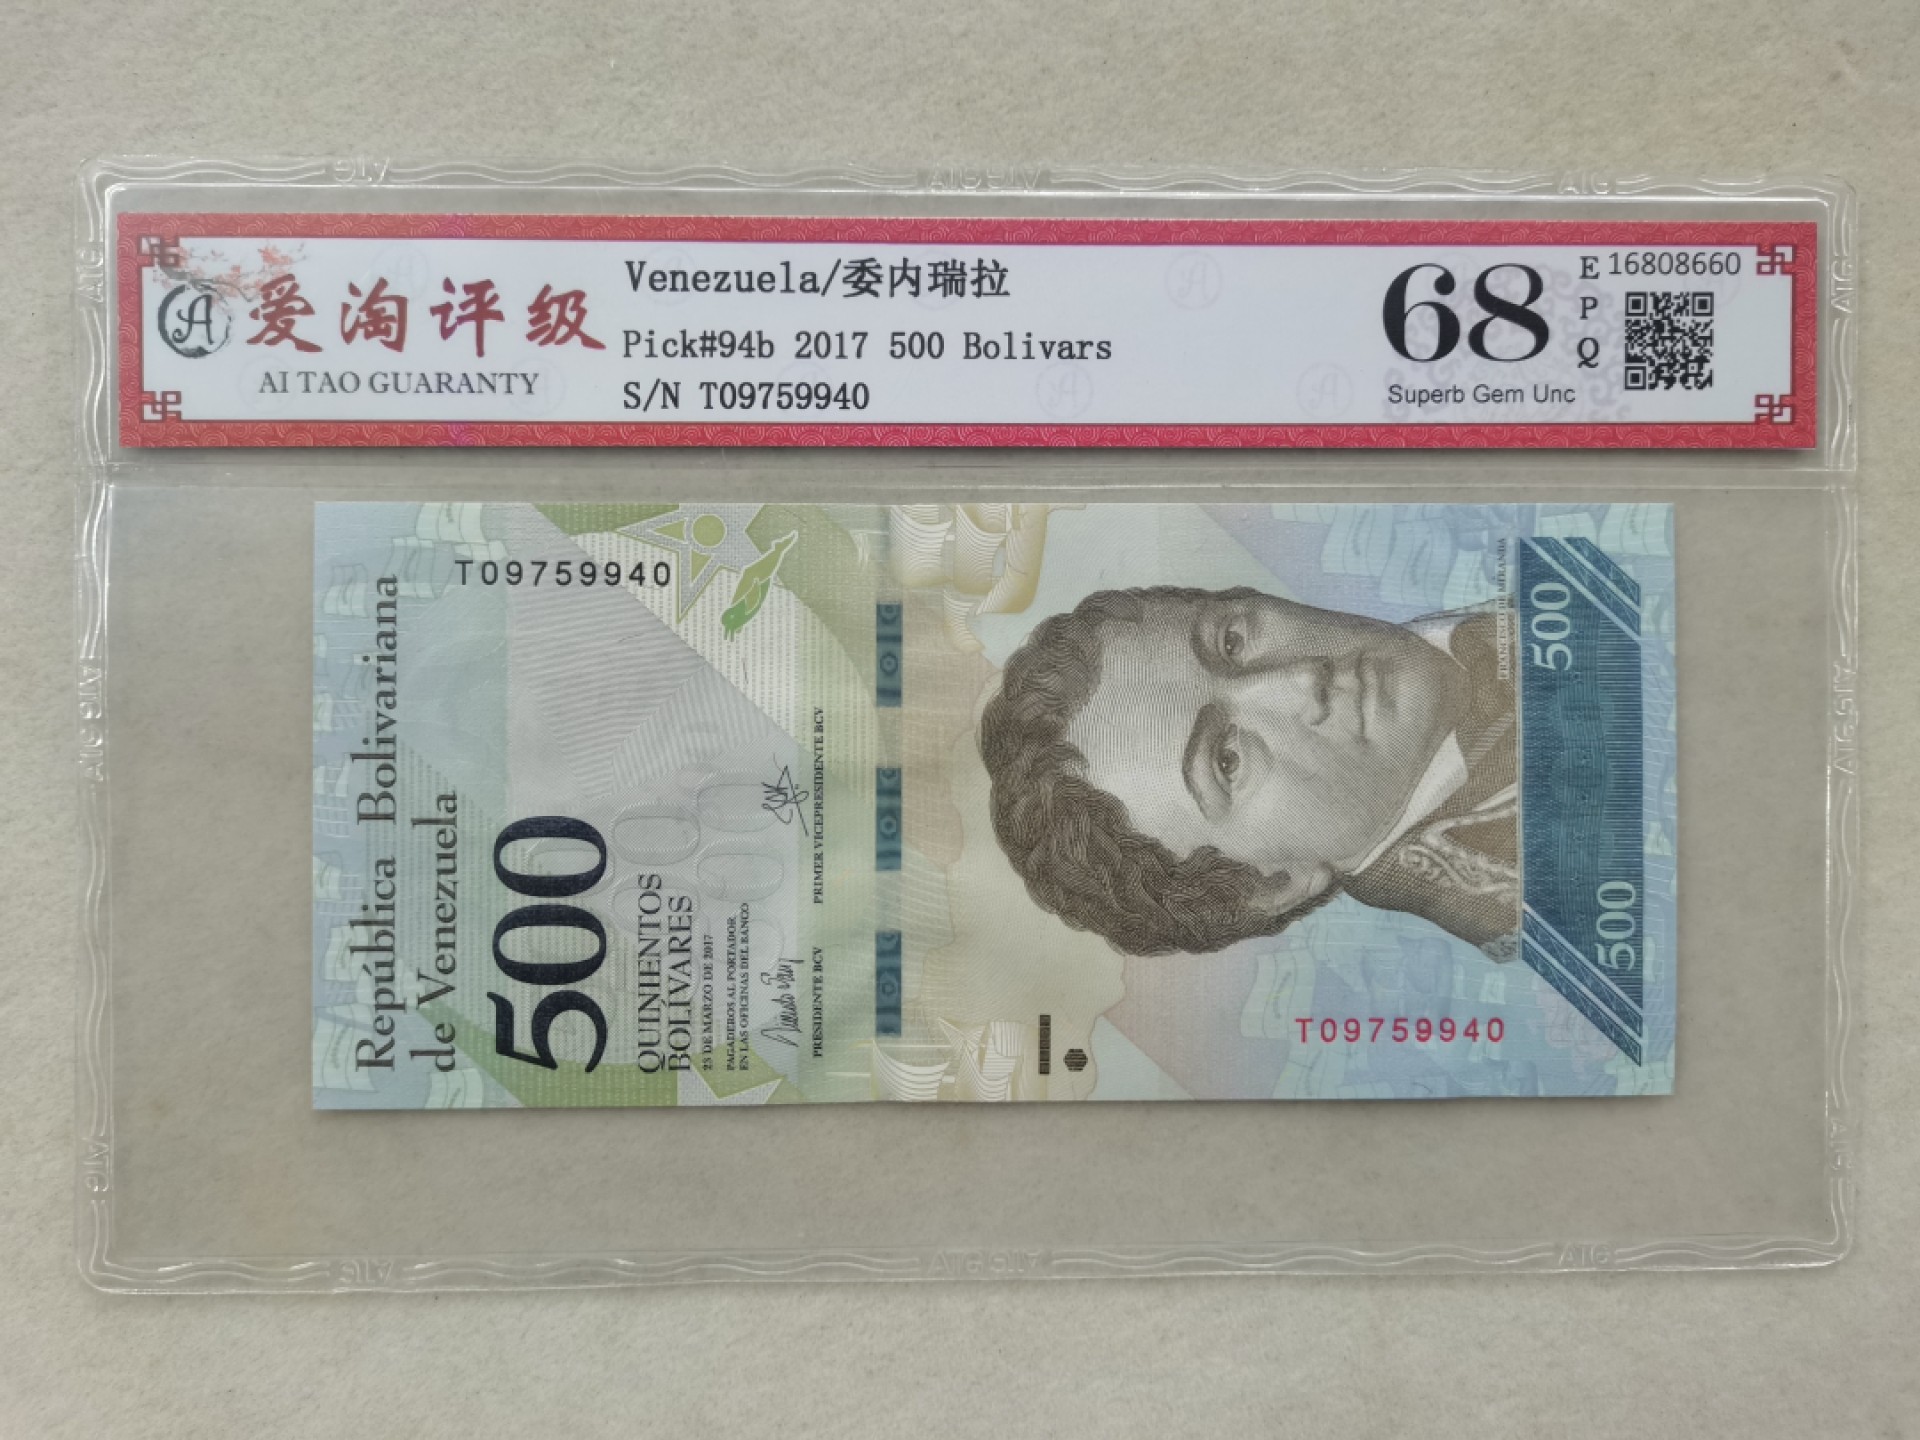 爱淘评级
AI TAO GUARANTY
Venezuela/委内瑞拉
Pick#94b 2017 500 Bolivars
S/N T09759940
68
EPQ
Superb Gem Unc
16808660
T09759940
República Bolivariana
de Venezuela
500
QUINIENTOS
BOLÍVARES
23 DE MARZO DE 2017
PAGADEROS AL PORTADOR
EN LAS OFICINAS DEL BANCO
PRESIDENTE BCV
PRIMER VICEPRESIDENTE BCV
FRANCISCO DE MIRANDA
500
500
T09759940